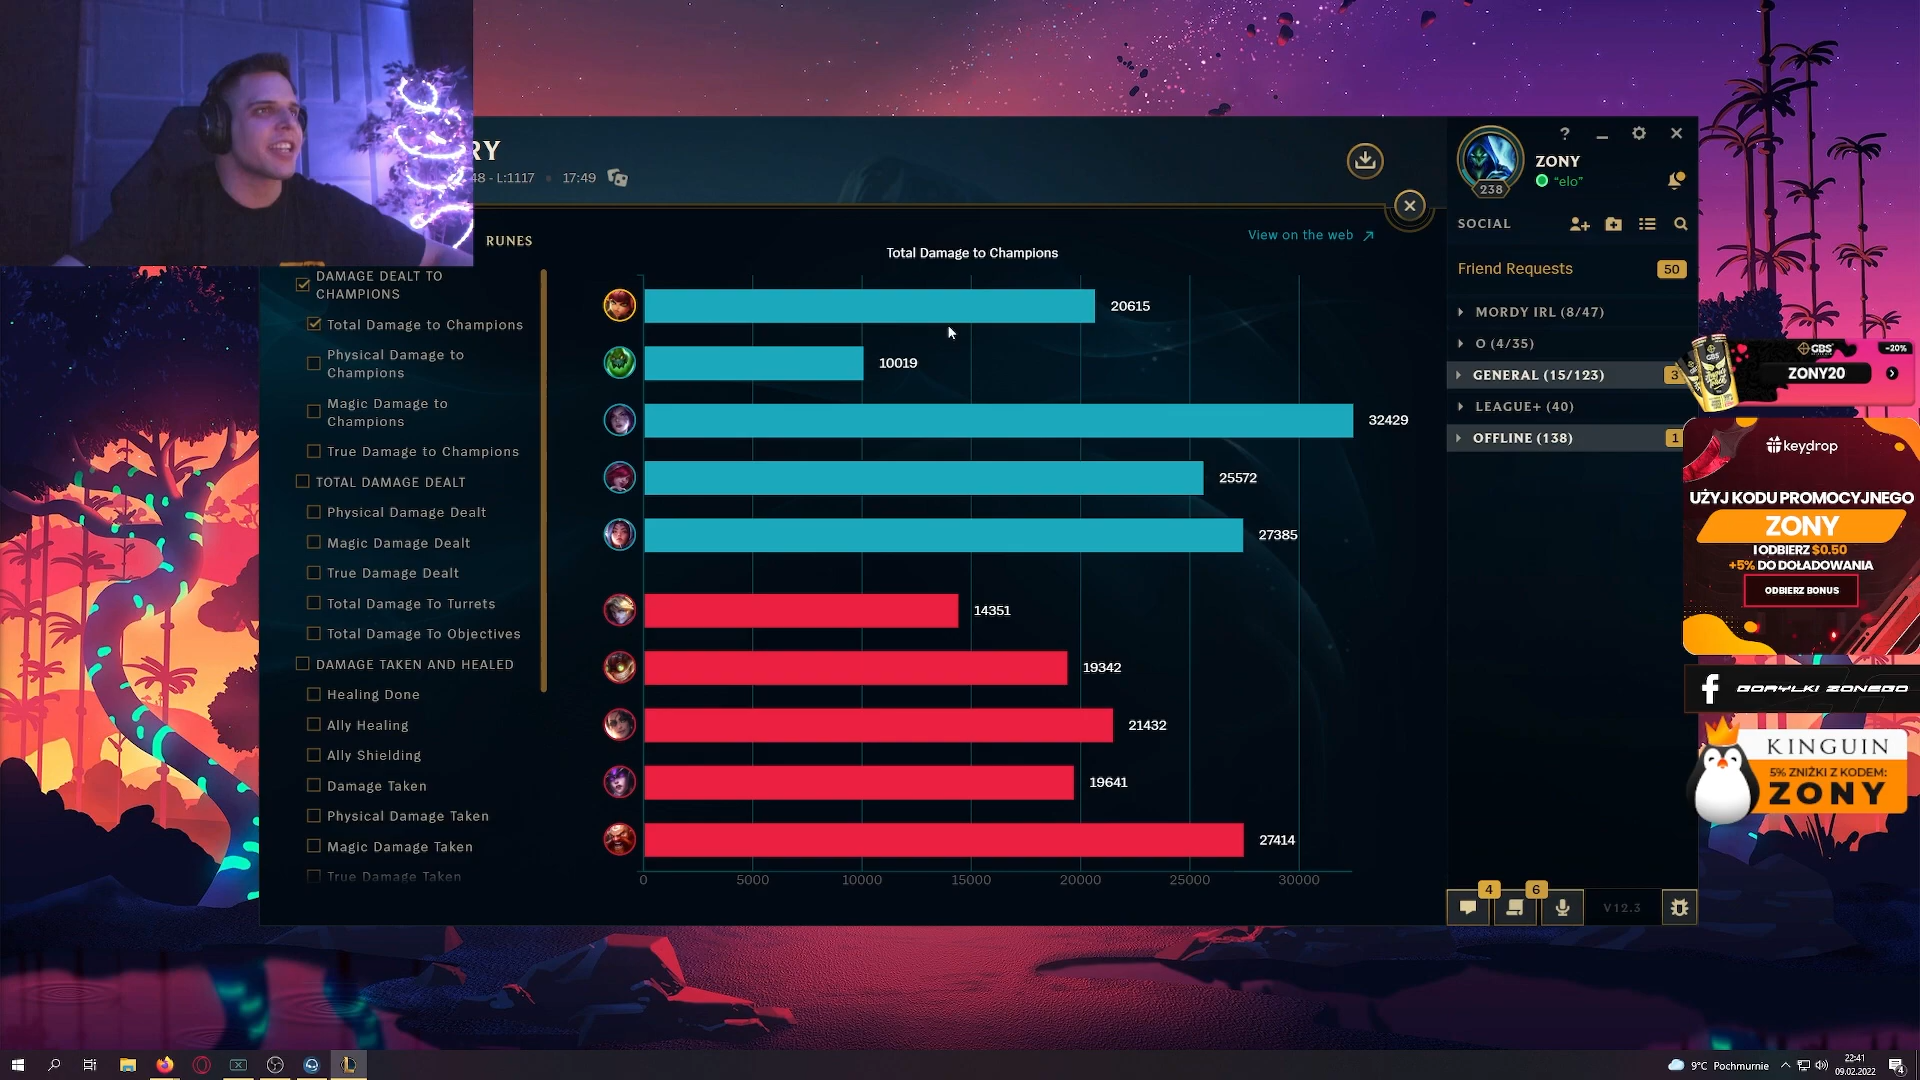 RY
48 - L:1117 • 17:49
RUNES
View on the web
ZONY
"elo"
238
SOCIAL
Friend Requests
50
MORDY IRL (8/47)
O (4/35)
GENERAL (15/123)
3
LEAGUE+ (40)
OFFLINE (138)
1
DAMAGE DEALT TO
CHAMPIONS
Total Damage to Champions
Physical Damage to
Champions
Magic Damage to
Champions
True Damage to Champions
TOTAL DAMAGE DEALT
Physical Damage Dealt
Magic Damage Dealt
True Damage Dealt
Total Damage To Turrets
Total Damage To Objectives
DAMAGE TAKEN AND HEALED
Healing Done
Ally Healing
Ally Shielding
Damage Taken
Physical Damage Taken
Magic Damage Taken
True Damage Taken
Total Damage to Champions
20615
10019
32429
25572
27385
14351
19342
21432
19641
27414
0 5000 10000 15000 20000 25000 30000
GBS
-20%
ZONY20
keydrop
UŻYJ KODU PROMOCYJNEGO
ZONY
I ODBIERZ $0.50
+5% DO DOŁADOWANIA
ODBIERZ BONUS
GORYLKI ZONEGO
KINGUIN
5% ZNIŻKI Z KODEM:
ZONY
4
6
V12.3
9°C Pochmurnie
22:41
09.02.2022
4